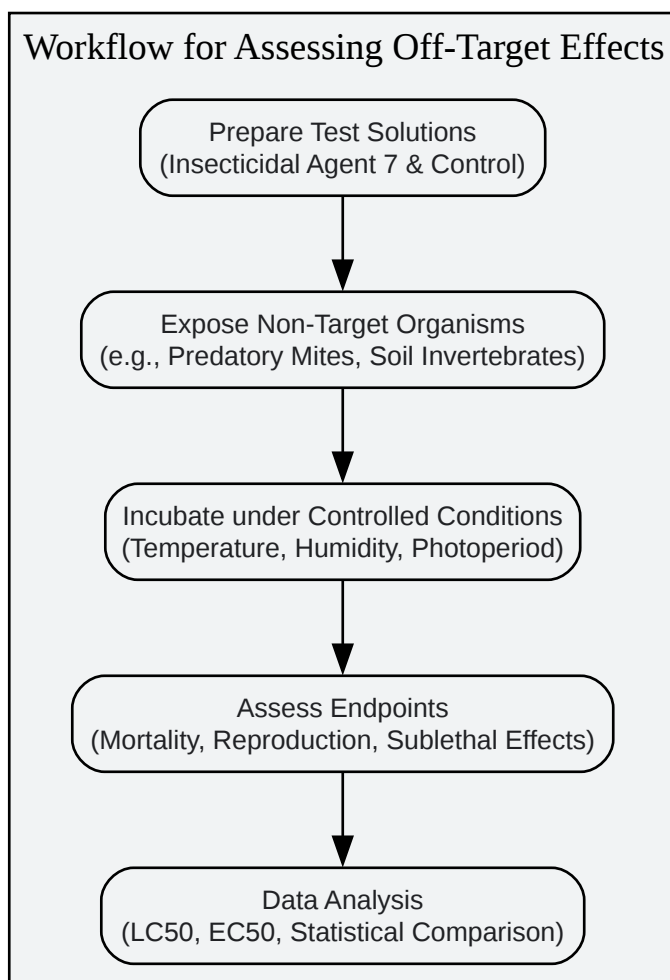 Workflow for Assessing Off-Target Effects
Prepare Test Solutions
(Insecticidal Agent 7 & Control)
Expose Non-Target Organisms
(e.g., Predatory Mites, Soil Invertebrates)
Incubate under Controlled Conditions
(Temperature, Humidity, Photoperiod)
Assess Endpoints
(Mortality, Reproduction, Sublethal Effects)
Data Analysis
(LC50, EC50, Statistical Comparison)